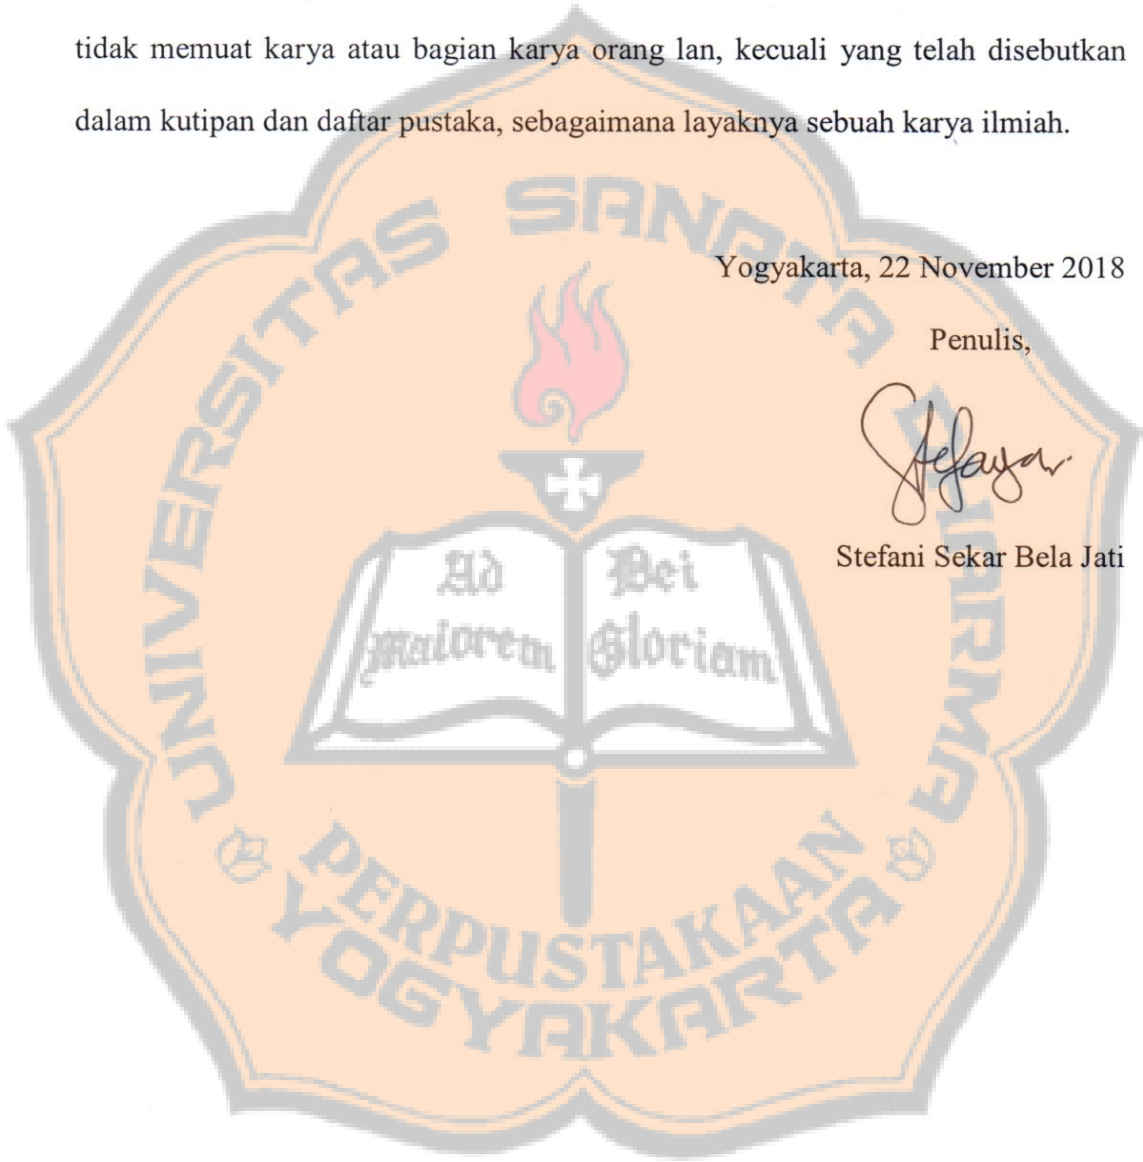 tidak memuat karya atau bagian karya orang lan, kecuali yang telah disebutkan
dalam kutipan dan daftar pustaka, sebagaimana layaknya sebuah karya ilmiah.
UNIVERSITAS SANATA DHARMA
Yogyakarta, 22 November 2018
Penulis,
Stefani Sekar Bela Jati
Ad Dei
maiorem Gloriam
PERPUSTAKAAN
YOGYAKARTA